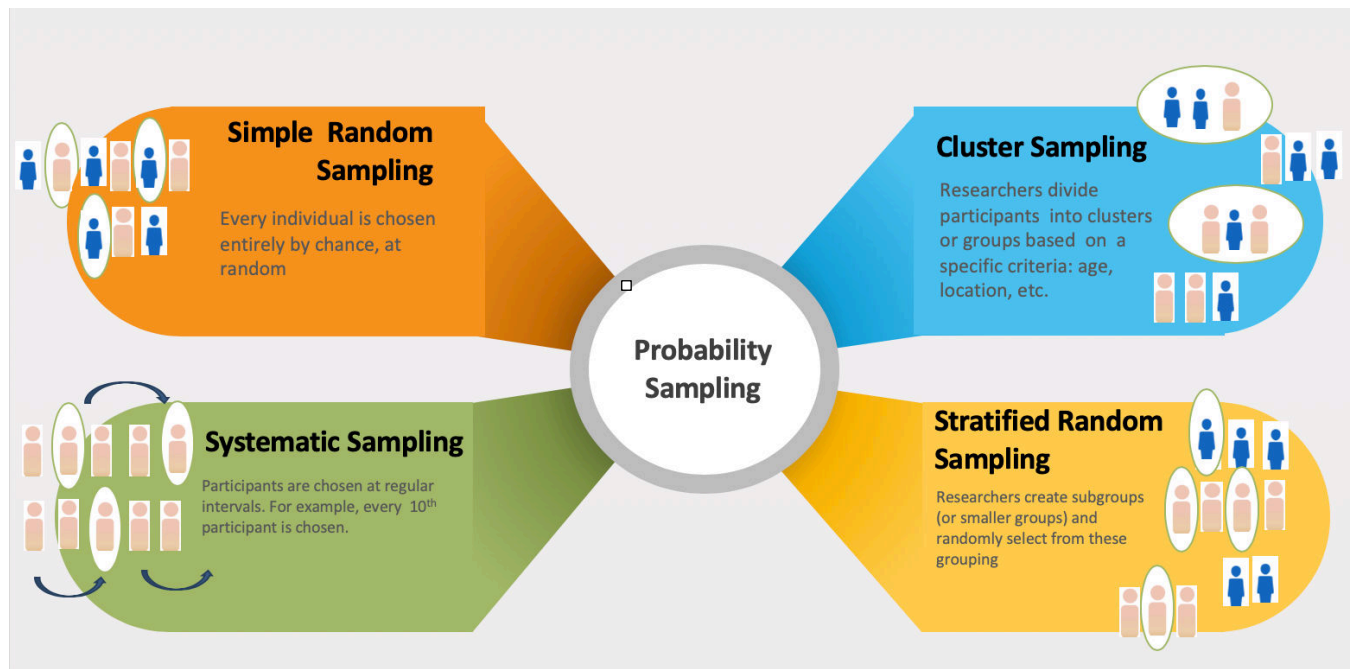 Simple Random
Sampling
Every individual is chosen
entirely by chance, at
random
Cluster Sampling
Researchers divide
participants into clusters
or groups based on a
specific criteria: age,
location, etc.
Probability
Sampling
Systematic Sampling
Participants are chosen at regular
intervals. For example, every 10th
participant is chosen.
Stratified Random
Sampling
Researchers create subgroups
(or smaller groups) and
randomly select from these
grouping